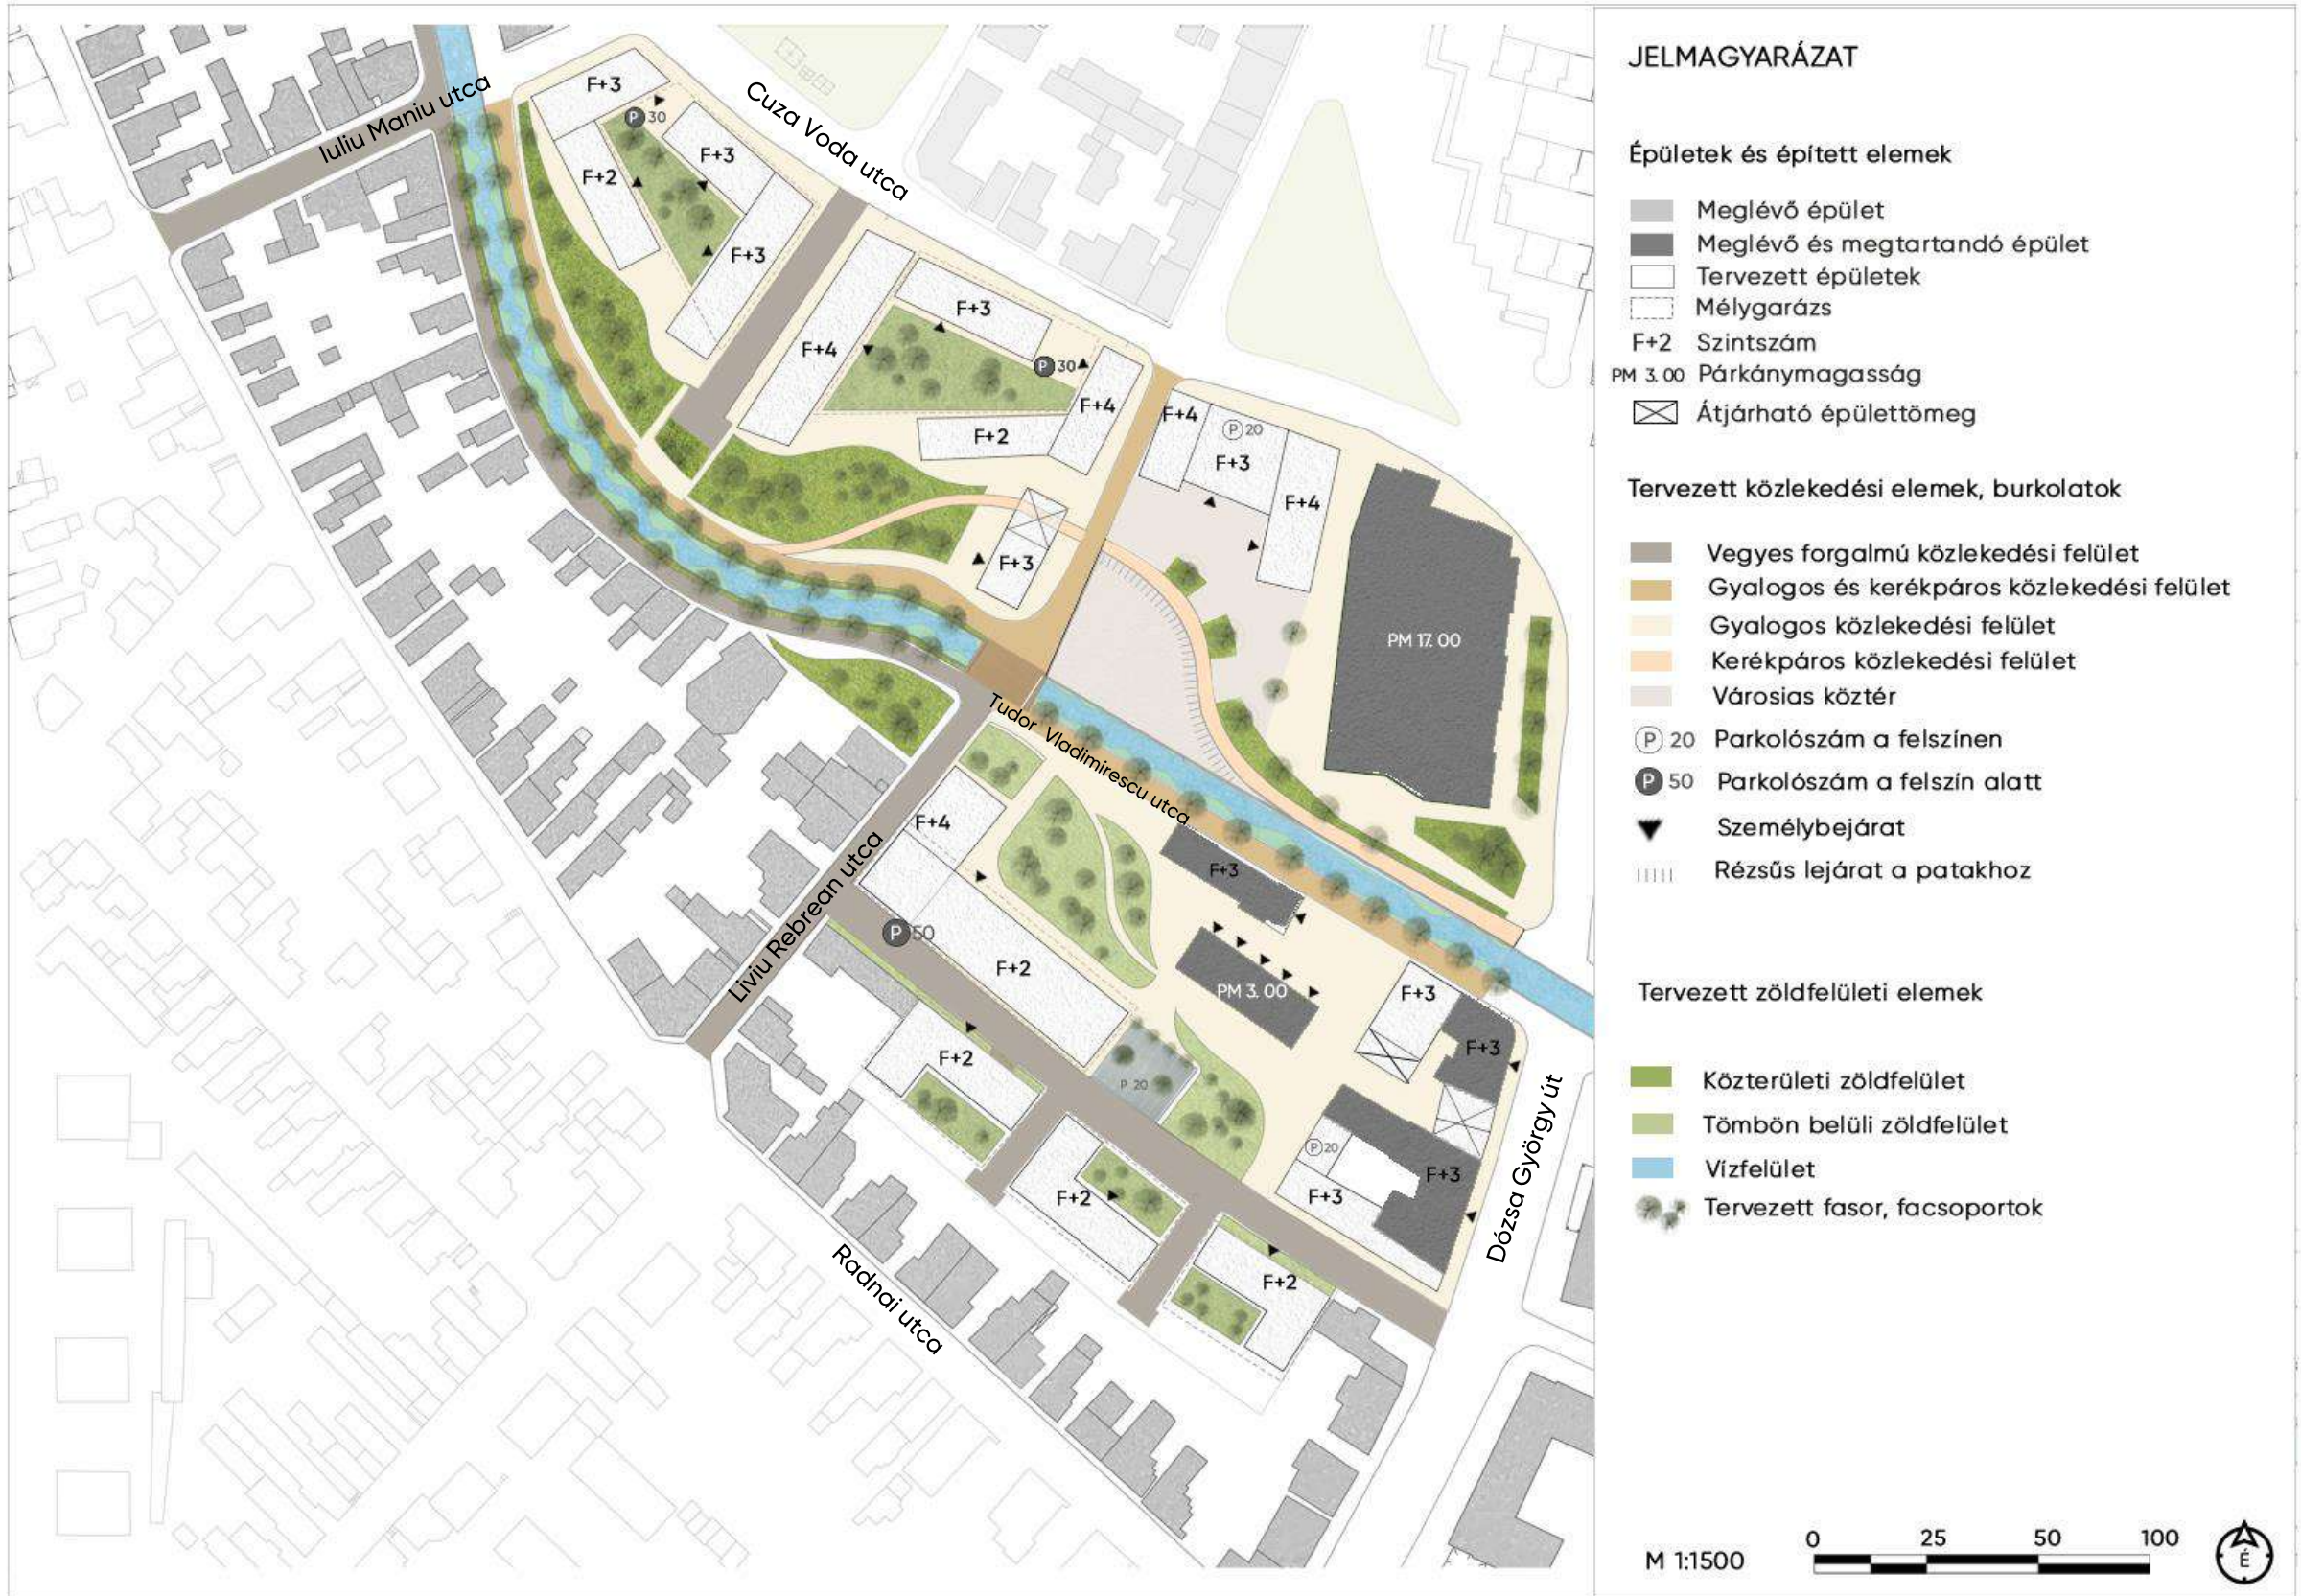 Iuliu Maniu utca
Cuza Voda utca
F+3
P 30
F+3
F+2
F+3
F+3
F+4
P 30
F+4
F+2
F+4
P 20
F+3
F+4
F+3
PM 17. 00
Tudor Vladimirescu utca
F+4
F+3
Liviu Rebrean utca
P 50
F+2
PM 3. 00
F+3
F+3
F+2
P 20
P 20
F+3
F+3
F+2
F+2
Dózsa György út
Radnai utca
JELMAGYARÁZAT
Épületek és épített elemek
Meglévő épület
Meglévő és megtartandó épület
Tervezett épületek
Mélygarázs
F+2 Szintszám
PM 3. 00 Párkánymagasság
Átjárható épülettömeg
Tervezett közlekedési elemek, burkolatok
Vegyes forgalmú közlekedési felület
Gyalogos és kerékpáros közlekedési felület
Gyalogos közlekedési felület
Kerékpáros közlekedési felület
Városias köztér
P 20 Parkolószám a felszínen
P 50 Parkolószám a felszín alatt
Személybejárat
Rézsűs lejárat a patakhoz
Tervezett zöldfelületi elemek
Közterületi zöldfelület
Tömbön belüli zöldfelület
Vízfelület
Tervezett fasor, facsoportok
M 1:1500
0 25 50 100
É